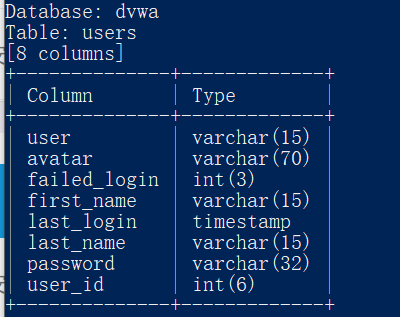 Database: dvwa
Table: users
[8 columns]
+--------------+-------------+
| Column       | Type        |
+--------------+-------------+
| user         | varchar(15) |
| avatar       | varchar(70) |
| failed_login | int(3)      |
| first_name   | varchar(15) |
| last_login   | timestamp   |
| last_name    | varchar(15) |
| password     | varchar(32) |
| user_id      | int(6)      |
+--------------+-------------+